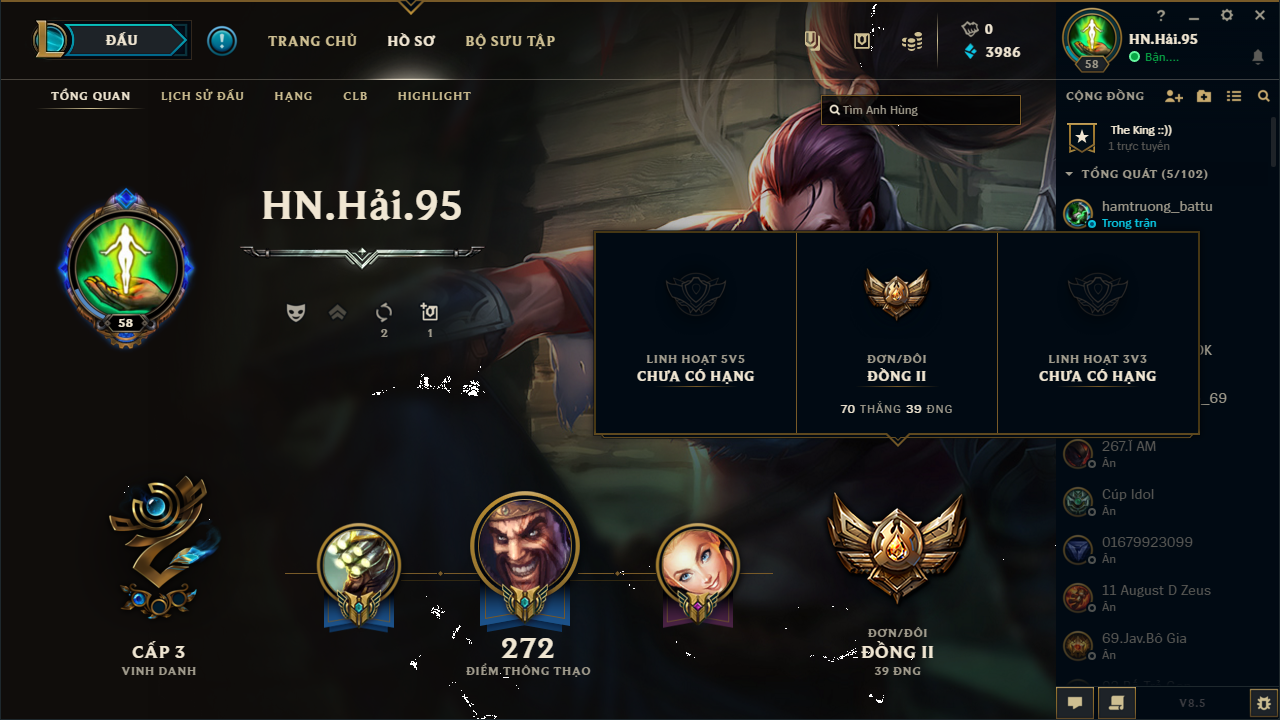 ĐẤU
TRANG CHỦ
HỒ SƠ
BỘ SƯU TẬP
0
3986
HN.Hải.95
Bận....
58
TỔNG QUAN
LỊCH SỬ ĐẤU
HẠNG
CLB
HIGHLIGHT
Tìm Anh Hùng
CỘNG ĐỒNG
The King ::))
1 trực tuyến
TỔNG QUÁT (5/102)
hamtruong_battu
Trong trận
HN.Hải.95
58
2
1
LINH HOẠT 5V5
CHƯA CÓ HẠNG
ĐƠN/ĐÔI
ĐỒNG II
70 THẮNG 39 ĐNG
LINH HOẠT 3V3
CHƯA CÓ HẠNG
_69
267.Ĩ AM
Ẩn
Cúp Idol
Ẩn
01679923099
Ẩn
11 August D Zeus
Ẩn
69.Jav.Bô Gia
Ẩn
CẤP 3
VINH DANH
272
ĐIỂM THÔNG THẠO
ĐƠN/ĐÔI
ĐỒNG II
39 ĐNG
V8.5